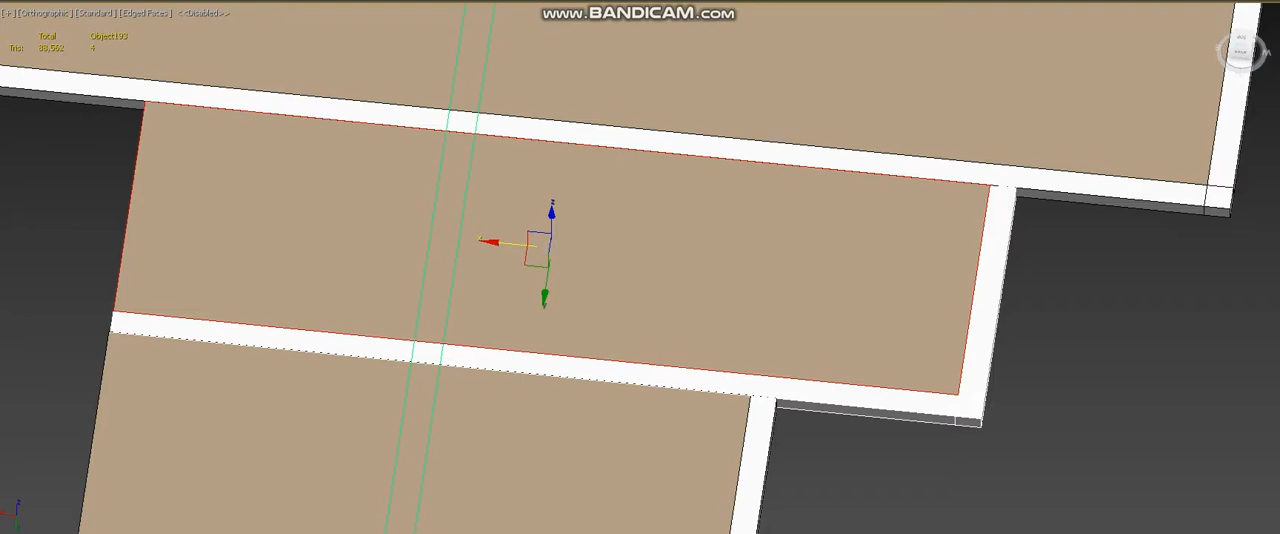 www.BANDICAM.com
[+] [Orthographic] [Standard] [Edged Faces] <<Disabled>>
Total Object193
Tris: 88,562 4